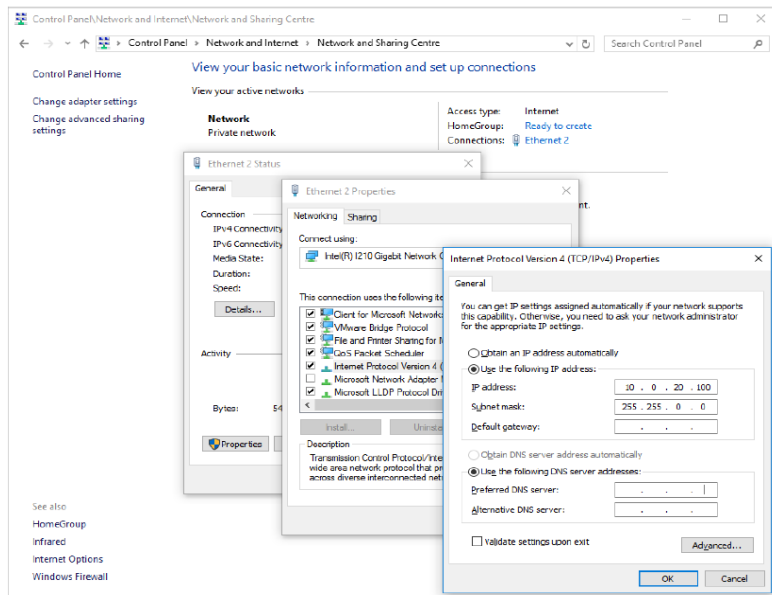 Control Panel\Network and Internet\Network and Sharing Centre
Control Panel > Network and Internet > Network and Sharing Centre
Search Control Panel
Control Panel Home
Change adapter settings
Change advanced sharing
settings
View your basic network information and set up connections
View your active networks
Network
Private network
Access type: Internet
HomeGroup: Ready to create
Connections: Ethernet 2
nt.
Ethernet 2 Status
General
Connection
IPv4 Connectivity
IPv6 Connectivity
Media State:
Duration:
Speed:
Details...
Activity
Bytes: 54
Properties
Ethernet 2 Properties
Networking Sharing
Connect using:
Intel(R) I210 Gigabit Network C
This connection uses the following ite
Client for Microsoft Network
VMware Bridge Protocol
File and Printer Sharing for M
QoS Packet Scheduler
Internet Protocol Version 4 (
Microsoft Network Adapter M
Microsoft LLDP Protocol Dri
Install... Uninsta
Description
Transmission Control Protocol/Inte
wide area network protocol that pr
across diverse interconnected net
Internet Protocol Version 4 (TCP/IPv4) Properties
General
You can get IP settings assigned automatically if your network supports
this capability. Otherwise, you need to ask your network administrator
for the appropriate IP settings.
Obtain an IP address automatically
Use the following IP address:
IP address: 10 . 0 . 20 . 100
Subnet mask: 255 . 255 . 0 . 0
Default gateway: . . .
Obtain DNS server address automatically
Use the following DNS server addresses:
Preferred DNS server: . . .
Alternative DNS server: . . .
Validate settings upon exit
Advanced...
OK Cancel
See also
HomeGroup
Infrared
Internet Options
Windows Firewall